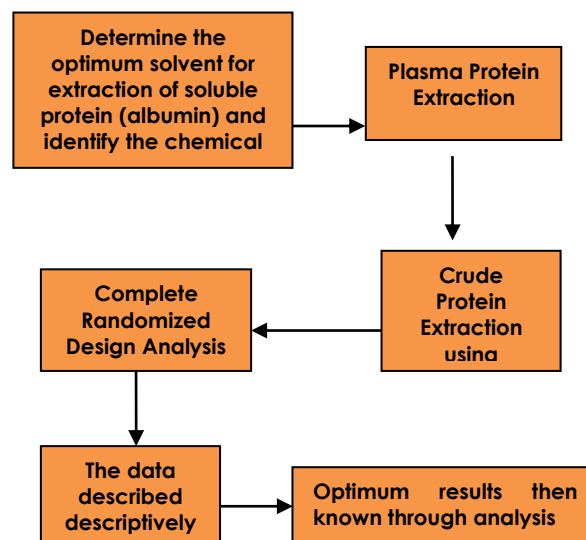 Determine the
optimum solvent for
extraction of soluble
protein (albumin) and
identify the chemical
Plasma Protein
Extraction
Crude
Protein
Extraction
using
Complete
Randomized
Design Analysis
The data
described
descriptively
Optimum results then
known through analysis